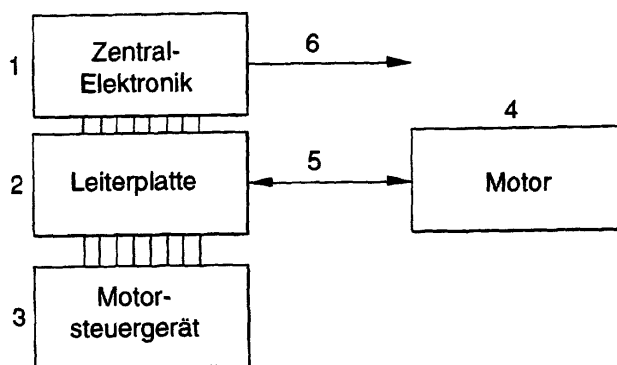 1
Zentral-
Elektronik
6
2
Leiterplatte
5
4
Motor
3
Motor-
steuergerät